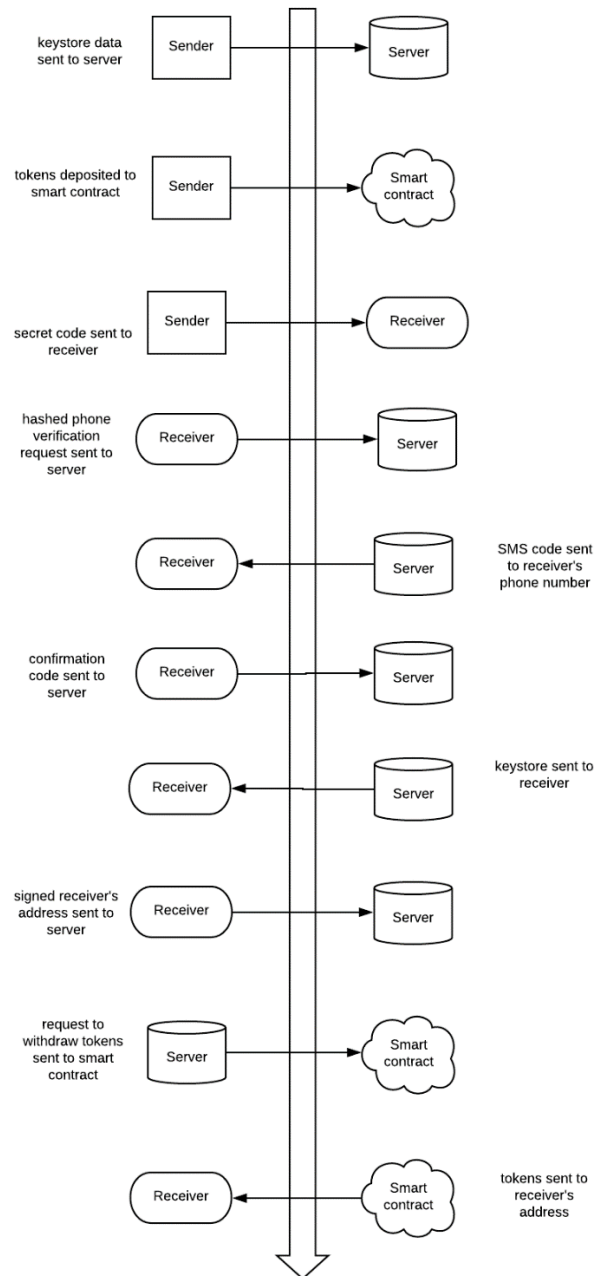 keystore data
sent to server
Sender
Server
tokens deposited to
smart contract
Sender
Smart
contract
secret code sent to
receiver
Sender
Receiver
hashed phone
verification
request sent to
server
Receiver
Server
Receiver
Server
SMS code sent
to receiver's
phone number
confirmation
code sent to
server
Receiver
Server
Receiver
Server
keystore sent to
receiver
signed receiver's
address sent to
server
Receiver
Server
request to
withdraw tokens
sent to smart
contract
Server
Smart
contract
Receiver
Smart
contract
tokens sent to
receiver's
address